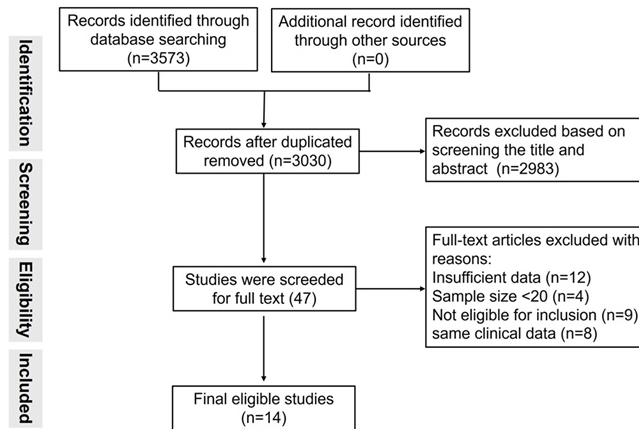 Identification
Records identified through
database searching
(n=3573)
Additional record identified
through other sources
(n=0)
Records after duplicated
removed (n=3030)
Records excluded based on
screening the title and
abstract (n=2983)
Screening
Eligibility
Studies were screeded
for full text (47)
Full-text articles excluded with
reasons:
Insufficient data (n=12)
Sample size <20 (n=4)
Not eligible for inclusion (n=9)
same clinical data (n=8)
Included
Final eligible studies
(n=14)